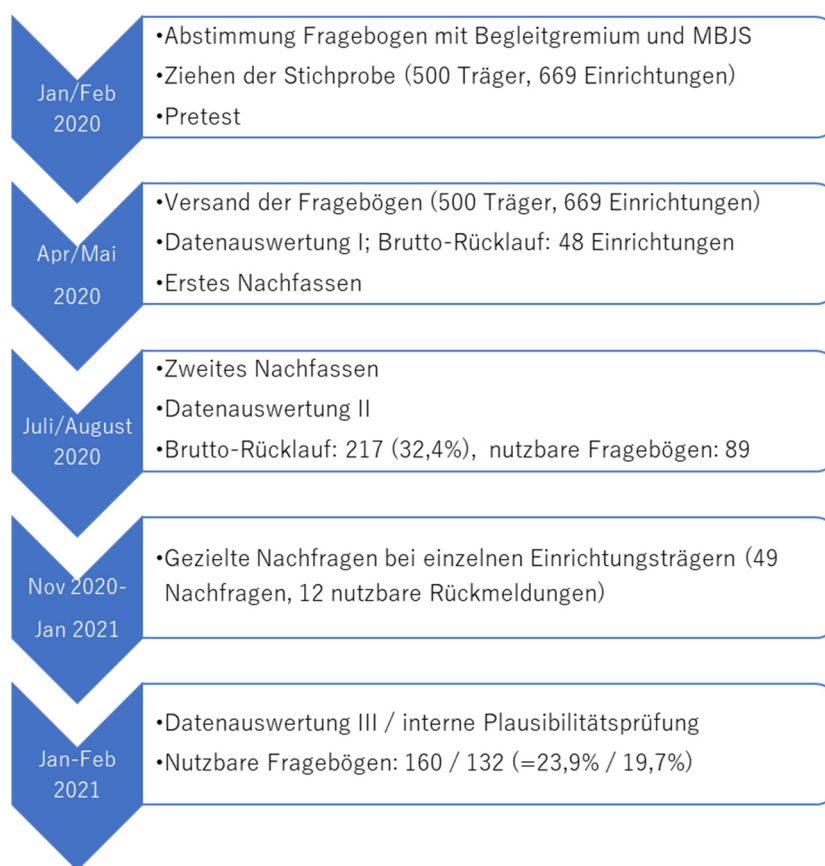 Jan/Feb
2020
•Abstimmung Fragebogen mit Begleitgremium und MBJS
•Ziehen der Stichprobe (500 Träger, 669 Einrichtungen)
•Pretest
Apr/Mai
2020
•Versand der Fragebögen (500 Träger, 669 Einrichtungen)
•Datenauswertung I; Brutto-Rücklauf: 48 Einrichtungen
•Erstes Nachfassen
Juli/August
2020
•Zweites Nachfassen
•Datenauswertung II
•Brutto-Rücklauf: 217 (32,4%), nutzbare Fragebögen: 89
Nov 2020-
Jan 2021
•Gezielte Nachfragen bei einzelnen Einrichtungsträgern (49
Nachfragen, 12 nutzbare Rückmeldungen)
Jan-Feb
2021
•Datenauswertung III / interne Plausibilitätsprüfung
•Nutzbare Fragebögen: 160 / 132 (=23,9% / 19,7%)